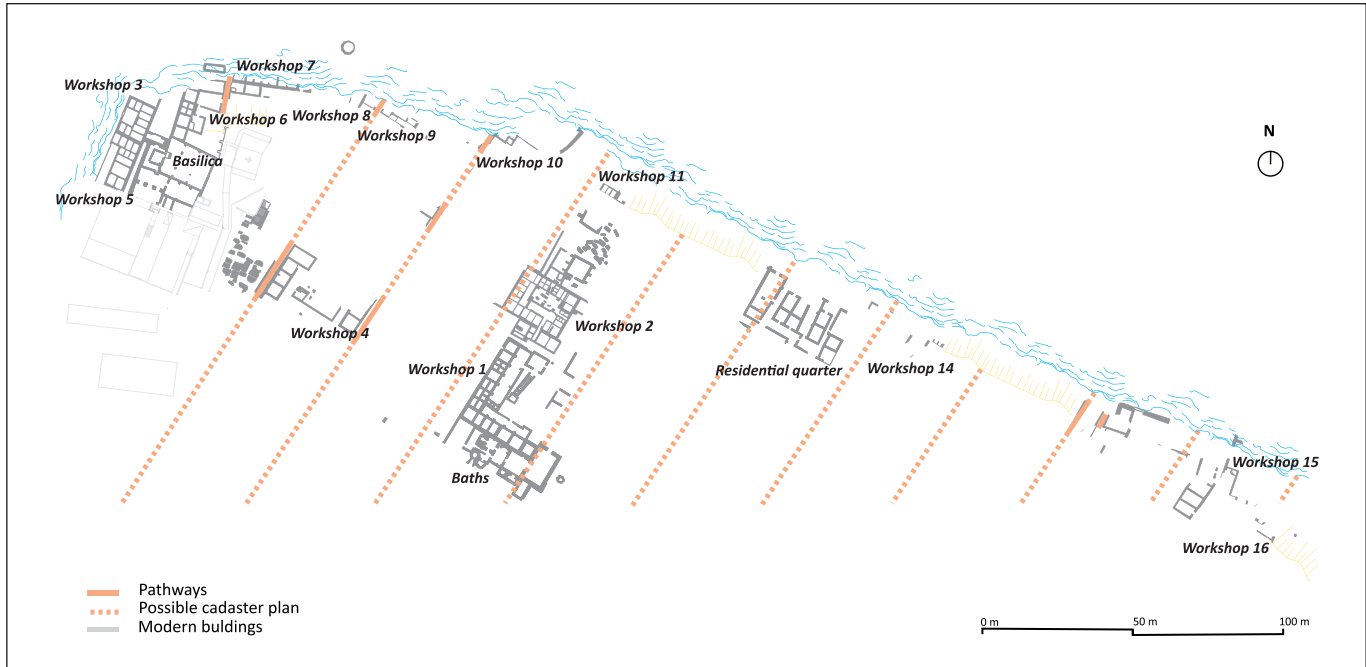 Workshop 7
Workshop 3
Workshop 6
Workshop 8
Workshop 9
N
Basilica
Workshop 10
Workshop 11
Workshop 5
Workshop 4
Workshop 2
Workshop 1
Residential quarter
Workshop 14
Baths
Workshop 15
Workshop 16
Pathways
Possible cadaster plan
Modern buldings
0 m 50 m 100 m